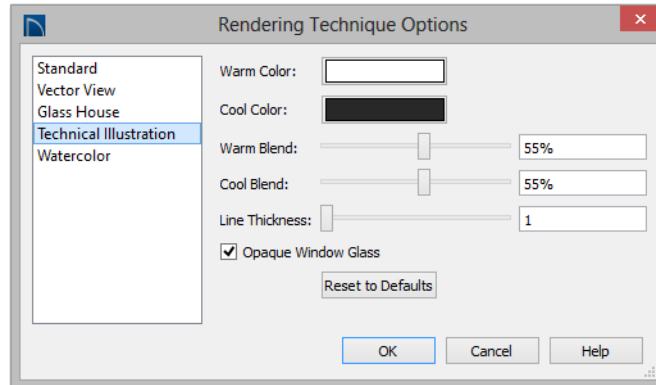 Rendering Technique Options
Standard
Vector View
Glass House
Technical Illustration
Watercolor
Warm Color:
Cool Color:
Warm Blend: 55%
Cool Blend: 55%
Line Thickness: 1
Opaque Window Glass
Reset to Defaults
OK Cancel Help